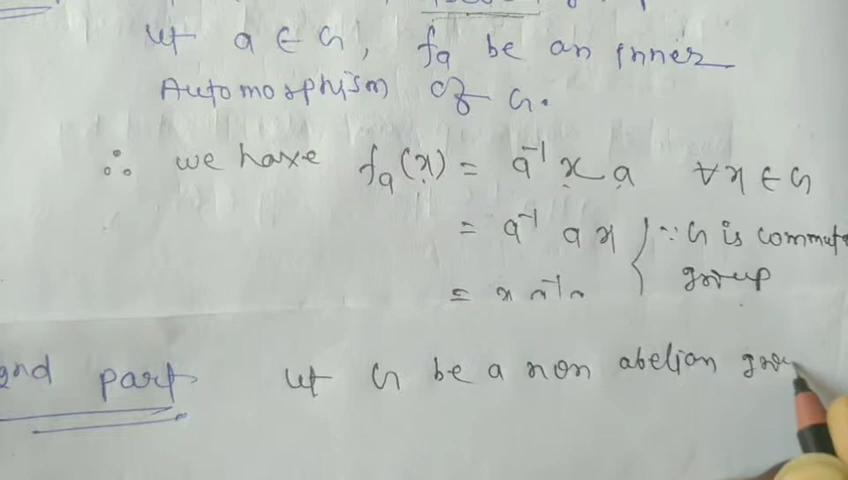 Let a ∈ G, fa be an inner
Automorphism of G.
∴ we have fa(x) = a⁻¹ x a ∀x ∈ G
= a⁻¹ a x { ∵ G is commut
= x a⁻¹a group
2nd part Let G be a non abelian grou